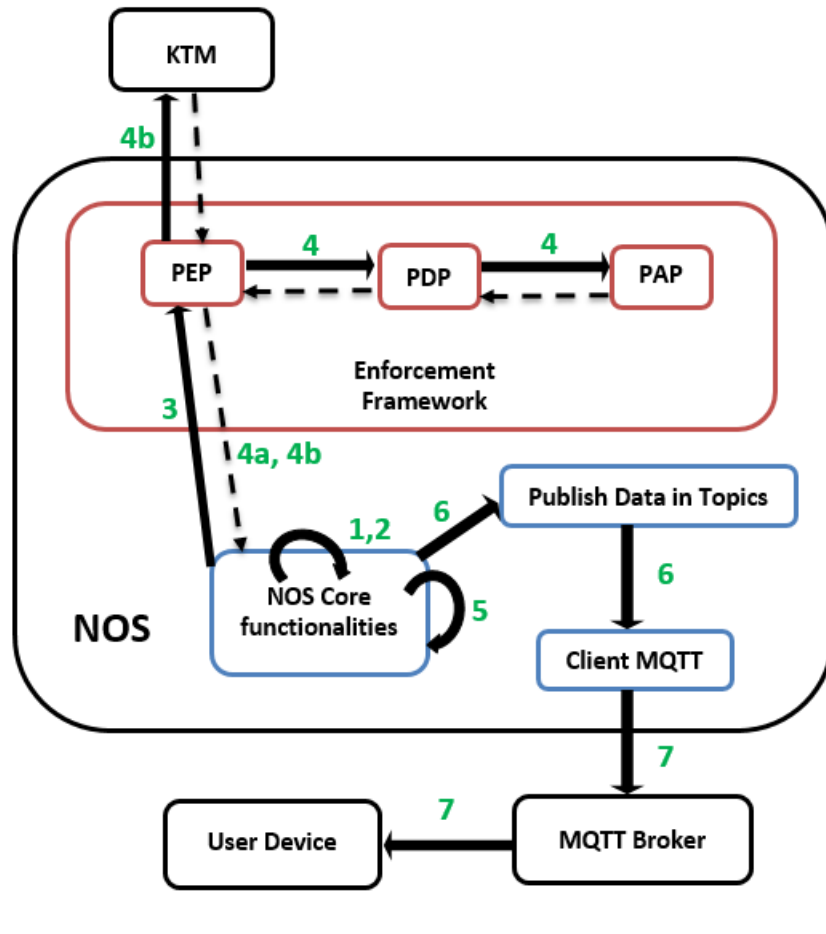 KTM
4b
PEP
4
PDP
4
PAP
Enforcement
Framework
3
4a, 4b
Publish Data in Topics
6
1,2
NOS Core
functionalities
5
6
NOS
Client MQTT
7
User Device
7
MQTT Broker